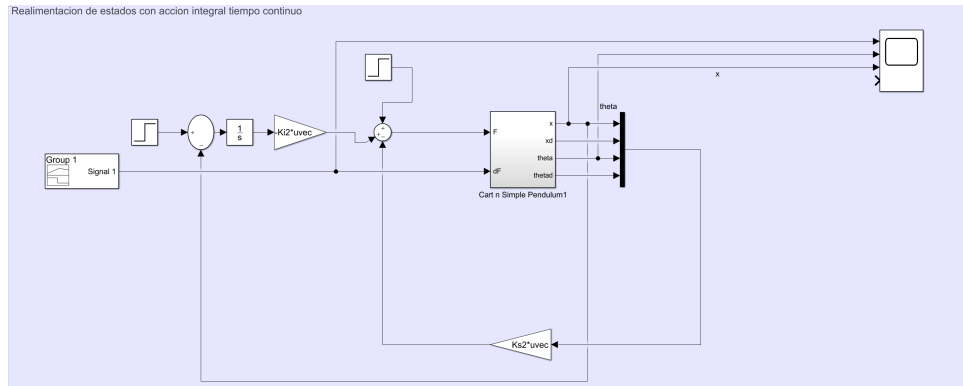 Realimentacion de estados con accion integral tiempo continuo
x
theta
Group 1
Signal 1
+
−
1
s
-Ki2*uvec
+
+
−
F
dF
x
xd
theta
thetad
Cart n Simple Pendulum1
Ks2*uvec